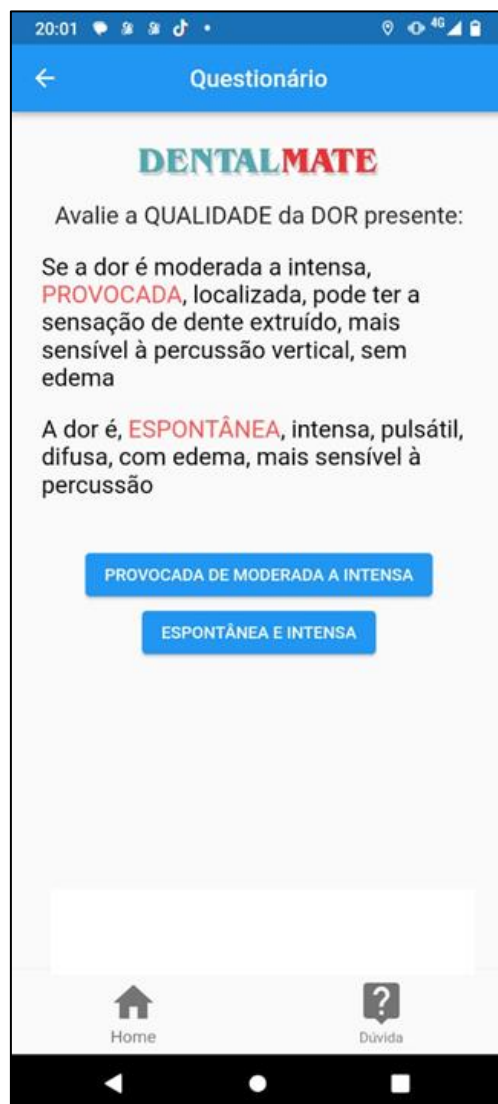 20:01
4G
Questionário
DENTALMATE
Avalie a QUALIDADE da DOR presente:
Se a dor é moderada a intensa,
PROVOCADA, localizada, pode ter a
sensação de dente extruído, mais
sensível à percussão vertical, sem
edema
A dor é, ESPONTÂNEA, intensa, pulsátil,
difusa, com edema, mais sensível à
percussão
PROVOCADA DE MODERADA A INTENSA
ESPONTÂNEA E INTENSA
Home
Dúvida